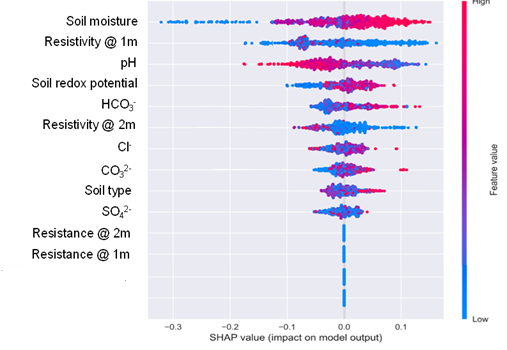 High
Soil moisture
Resistivity @ 1m
pH
Soil redox potential
HCO₃⁻
Resistivity @ 2m
Cl⁻
CO₃²⁻
Soil type
SO₄²⁻
Resistance @ 2m
Resistance @ 1m
Feature value
Low
−0.3 −0.2 −0.1 0.0 0.1
SHAP value (impact on model output)